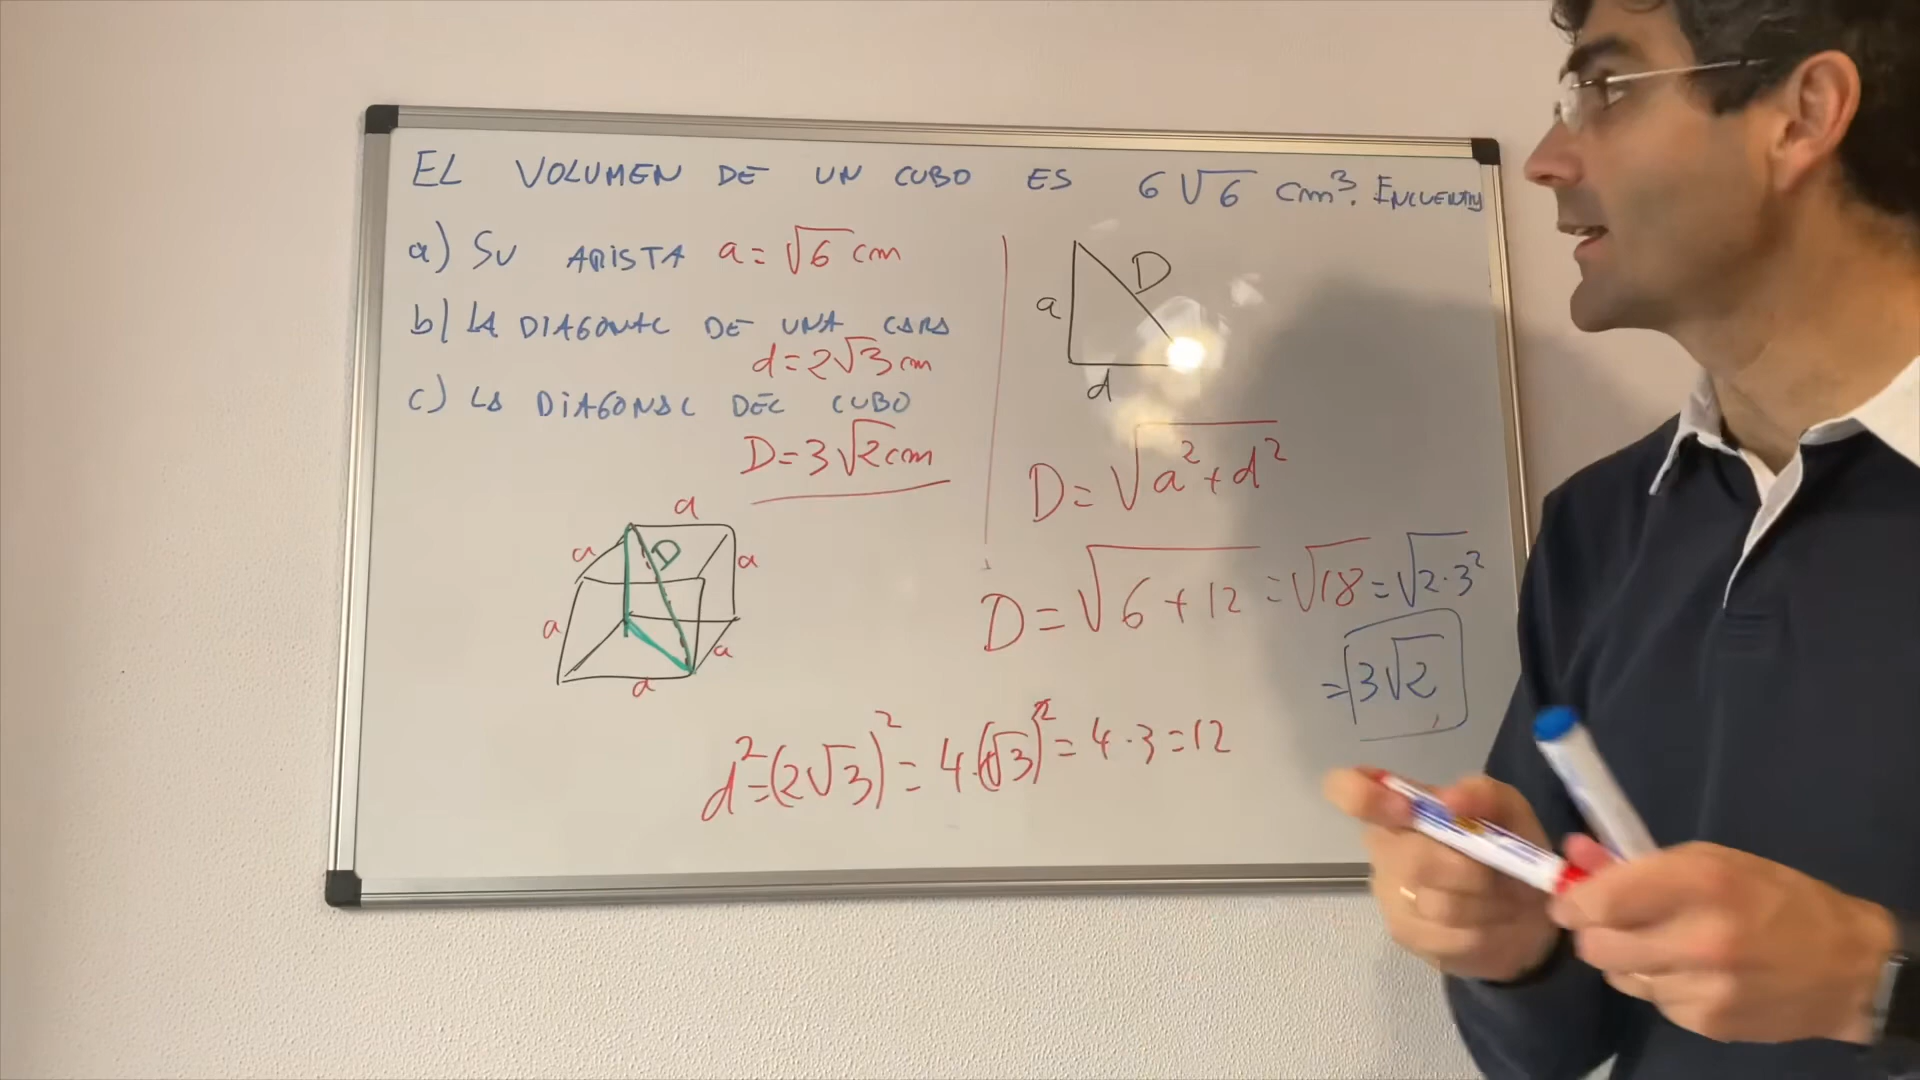 EL VOLUMEN DE UN CUBO ES 6√6 cm³. ENCUENTRA
a) SU ARISTA a = √6 cm
b) LA DIAGONAL DE UNA CARA
d = 2√3 cm
c) LA DIAGONAL DEL CUBO
D = 3√2 cm
a
a
D
a
a
a
a
a
D
d
D = √a² + d²
D = √6 + 12 = √18 = √2·3²
= 3√2
d² = (2√3)² = 4·(√3)² = 4·3 = 12